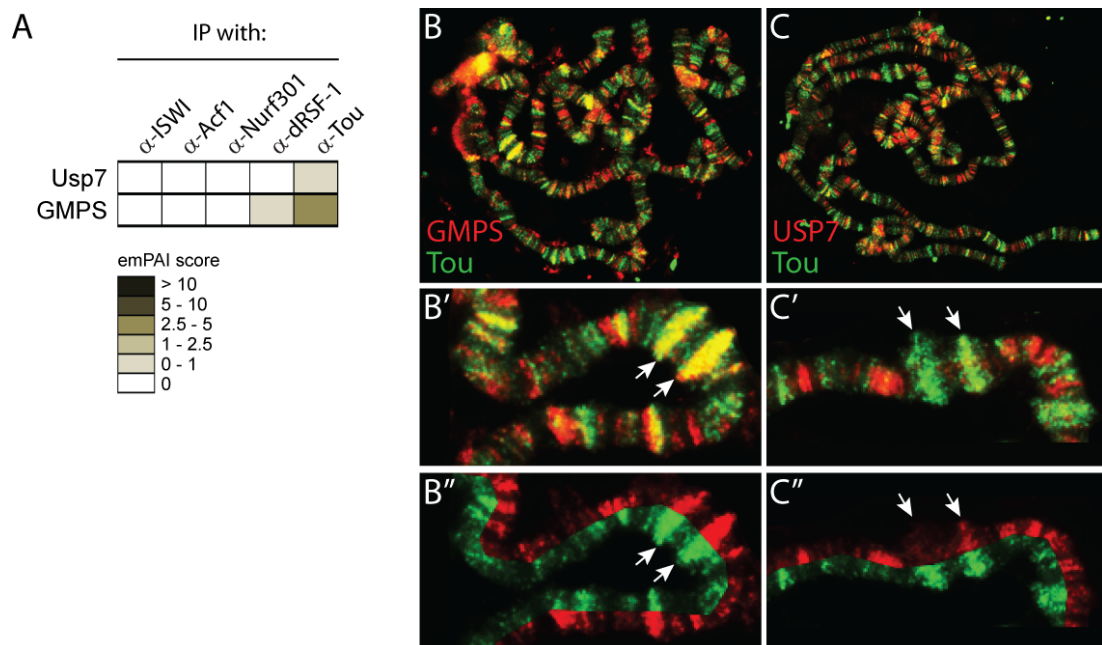 A
IP with:
α-ISWI
α-Acf1
α-Nurf301
α-dRSF-1
α-Tou
Usp7
GMPS
emPAI score
> 10
5 - 10
2.5 - 5
1 - 2.5
0 - 1
0
B
GMPS
Tou
C
USP7
Tou
B'
C'
B"
C"